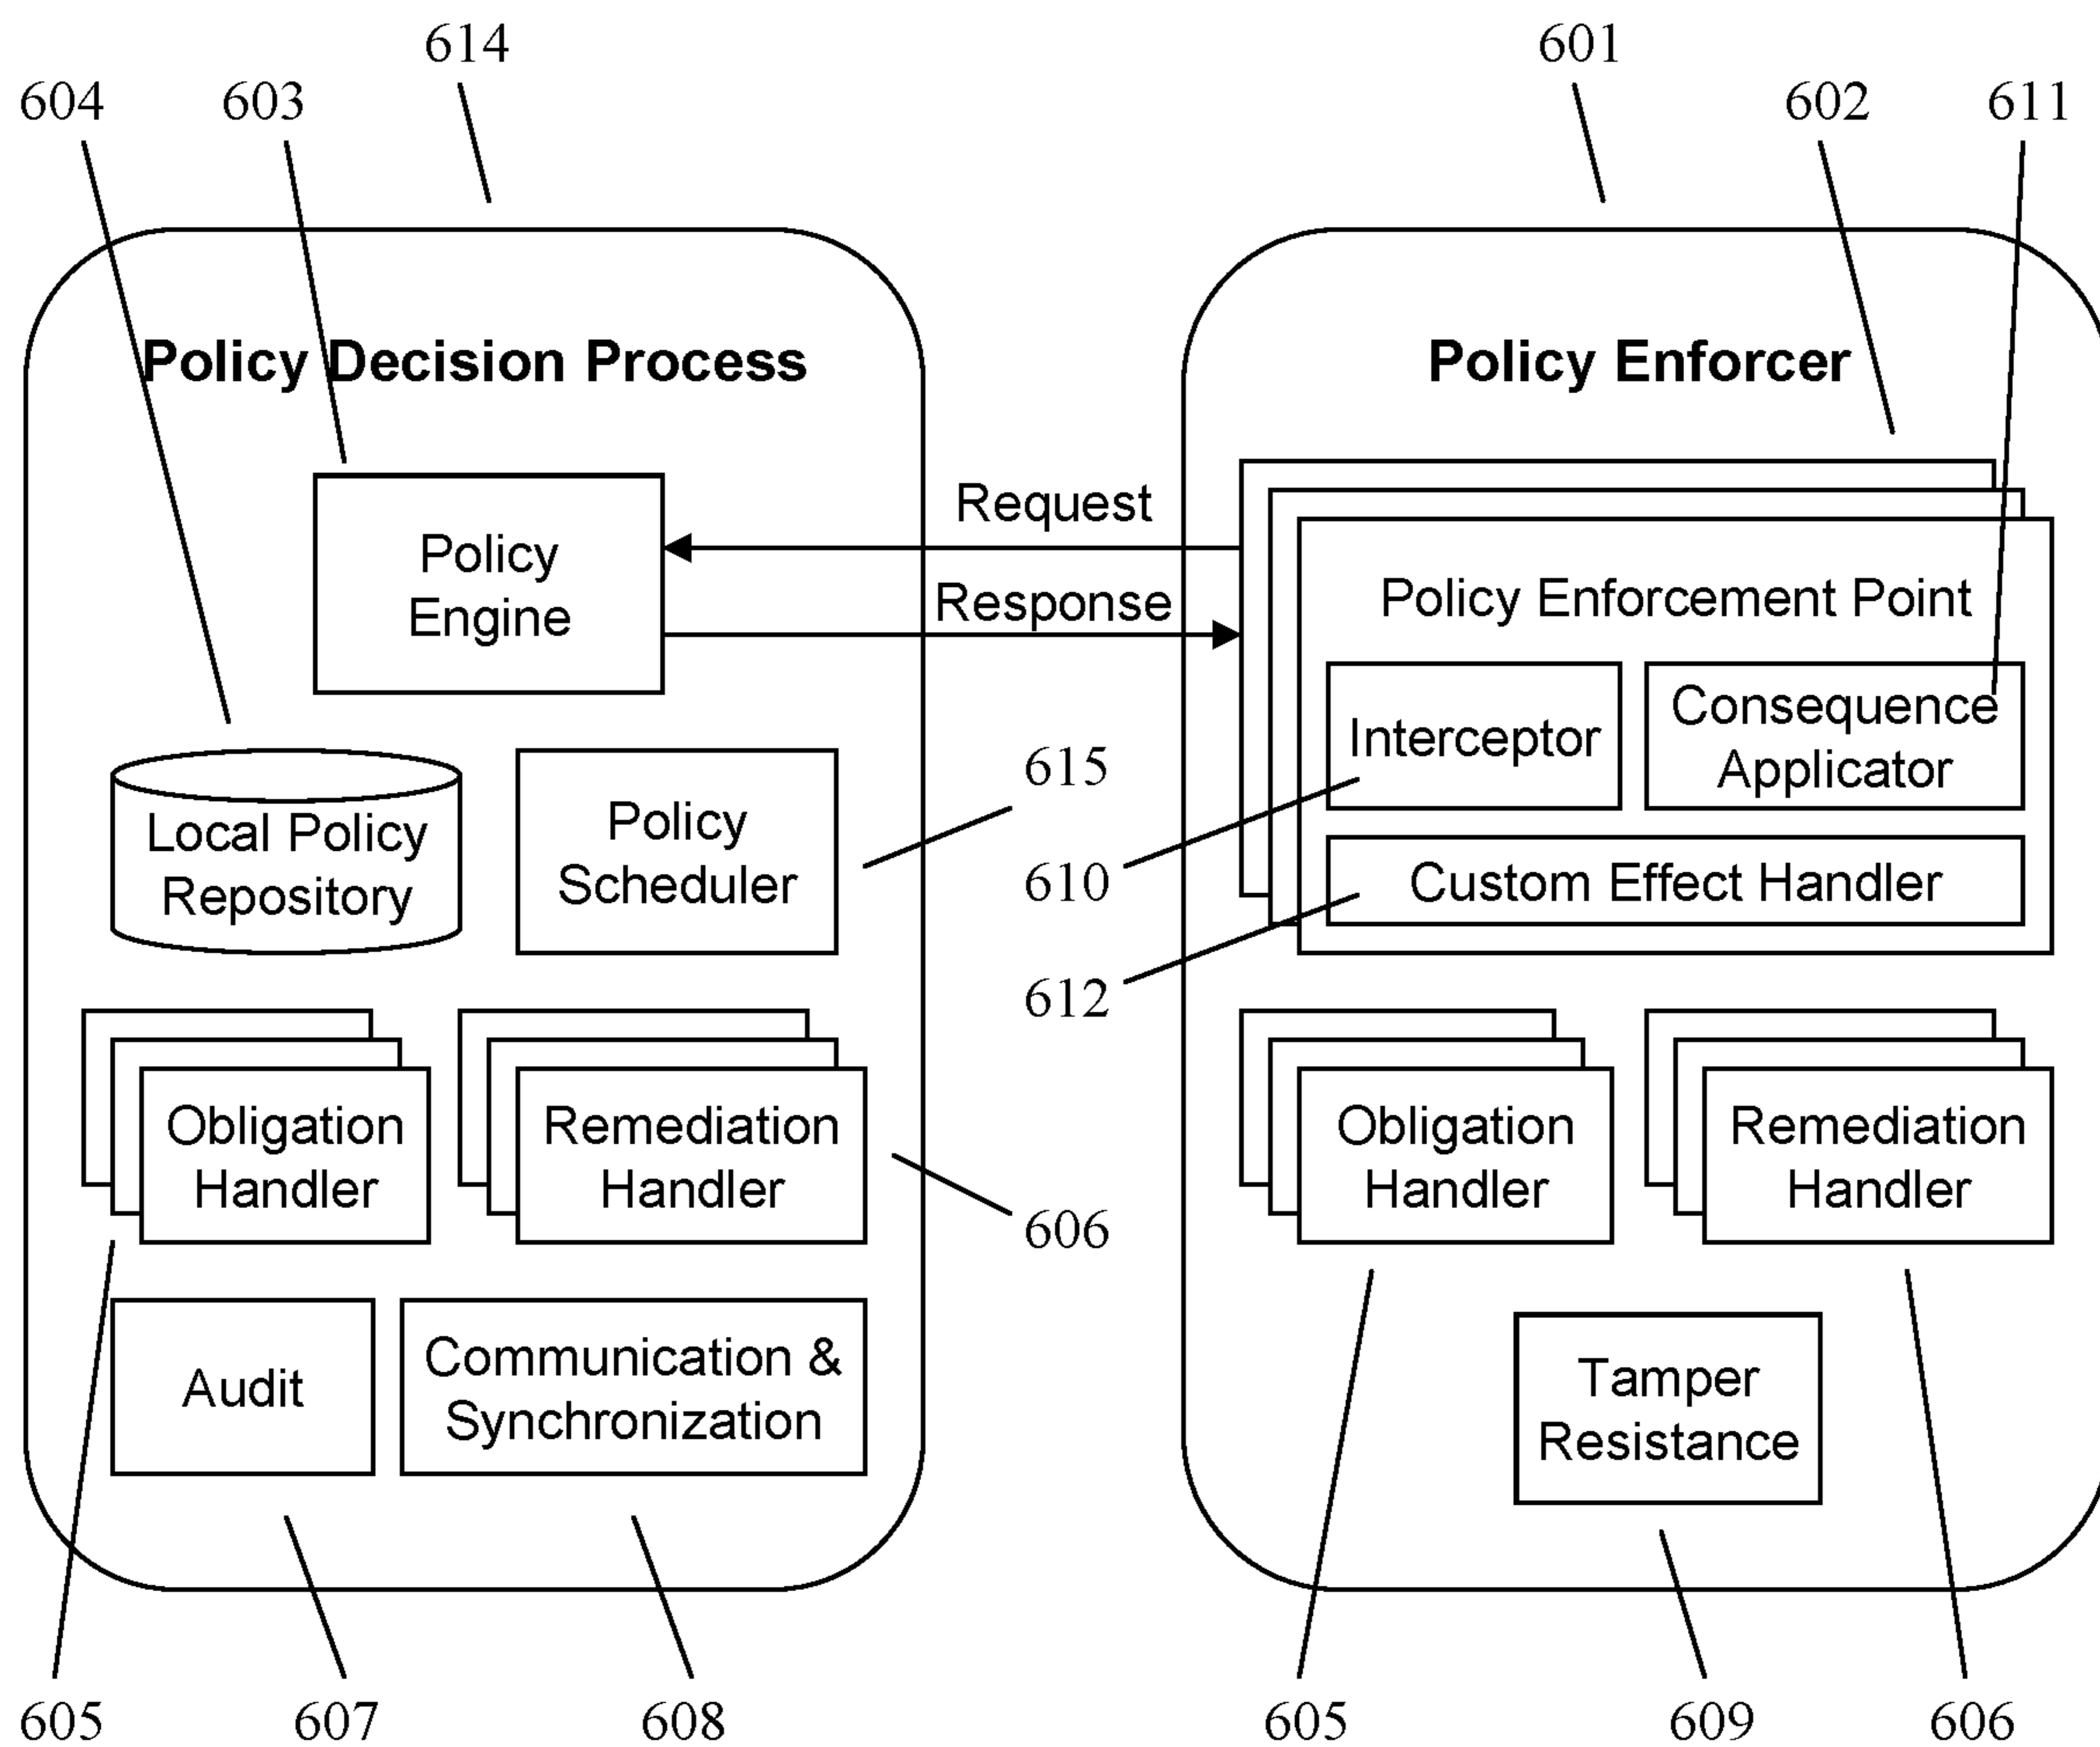 614
601
604
603
602
611
Policy Decision Process
Policy Enforcer
Policy
Engine
Request
Response
Policy Enforcement Point
Interceptor
Consequence
Applicator
Custom Effect Handler
Local Policy
Repository
Policy
Scheduler
615
610
612
Obligation
Handler
Remediation
Handler
606
Obligation
Handler
Remediation
Handler
Audit
Communication &
Synchronization
Tamper
Resistance
605
607
608
605
609
606